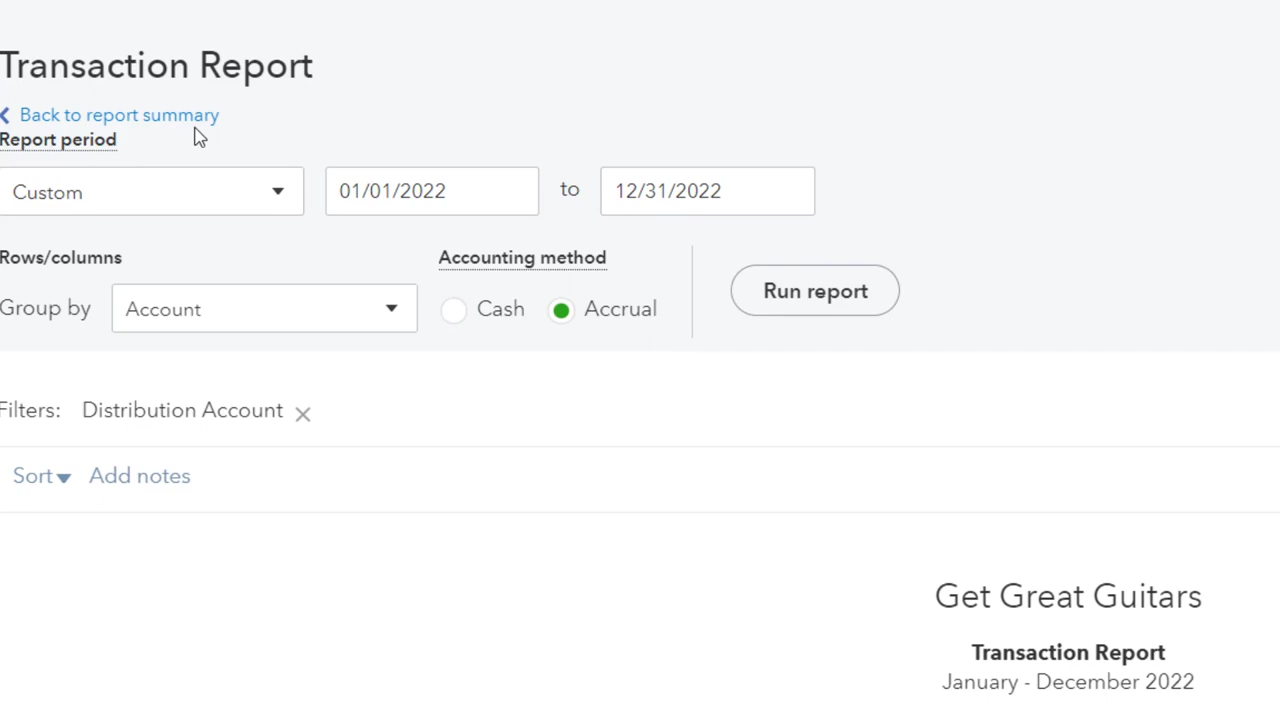 Transaction Report
Back to report summary
Report period
Custom 01/01/2022 to 12/31/2022
Rows/columns Accounting method
Group by Account Cash Accrual Run report
Filters: Distribution Account
Sort Add notes
Get Great Guitars
Transaction Report
January - December 2022